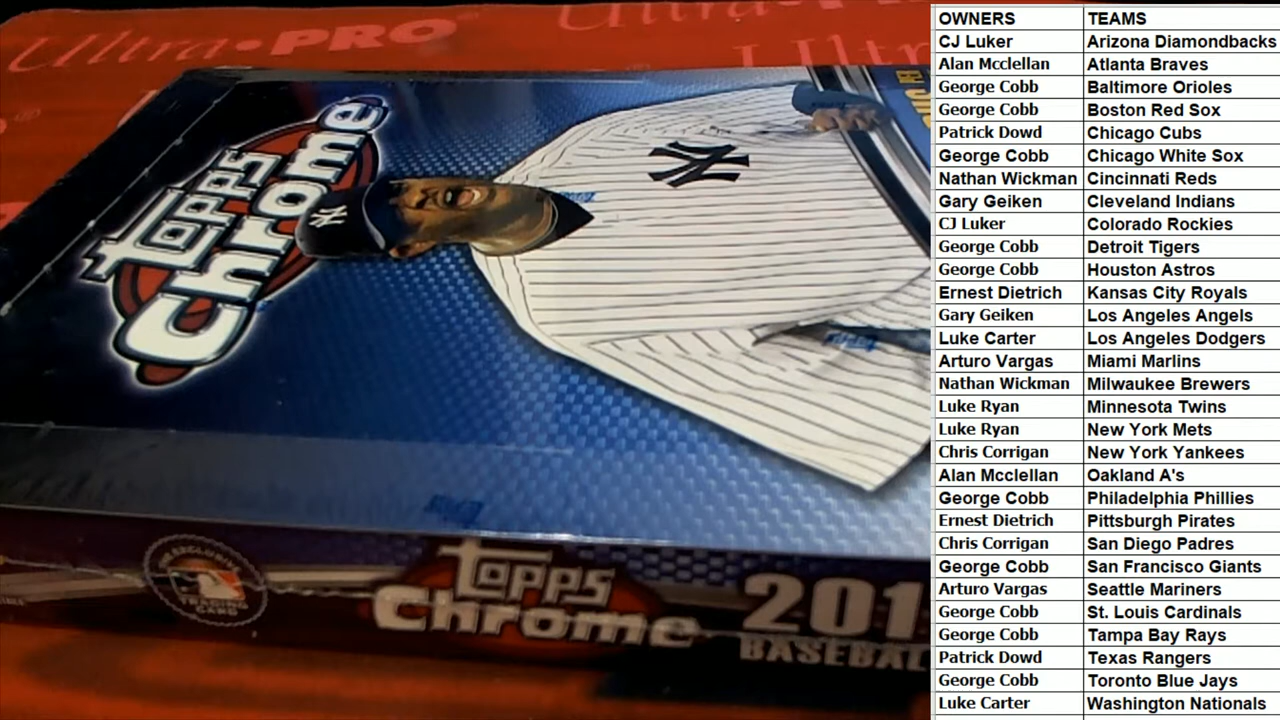 Ultra•PRO
Ultra
Ultr
Topps
Chrome
NY
NY
Topps
Chrome
201
BASEBAL
TRADING
CARD
OWNERS TEAMS
CJ Luker Arizona Diamondbacks
Alan Mcclellan Atlanta Braves
George Cobb Baltimore Orioles
George Cobb Boston Red Sox
Patrick Dowd Chicago Cubs
George Cobb Chicago White Sox
Nathan Wickman Cincinnati Reds
Gary Geiken Cleveland Indians
CJ Luker Colorado Rockies
George Cobb Detroit Tigers
George Cobb Houston Astros
Ernest Dietrich Kansas City Royals
Gary Geiken Los Angeles Angels
Luke Carter Los Angeles Dodgers
Arturo Vargas Miami Marlins
Nathan Wickman Milwaukee Brewers
Luke Ryan Minnesota Twins
Luke Ryan New York Mets
Chris Corrigan New York Yankees
Alan Mcclellan Oakland A's
George Cobb Philadelphia Phillies
Ernest Dietrich Pittsburgh Pirates
Chris Corrigan San Diego Padres
George Cobb San Francisco Giants
Arturo Vargas Seattle Mariners
George Cobb St. Louis Cardinals
George Cobb Tampa Bay Rays
Patrick Dowd Texas Rangers
George Cobb Toronto Blue Jays
Luke Carter Washington Nationals